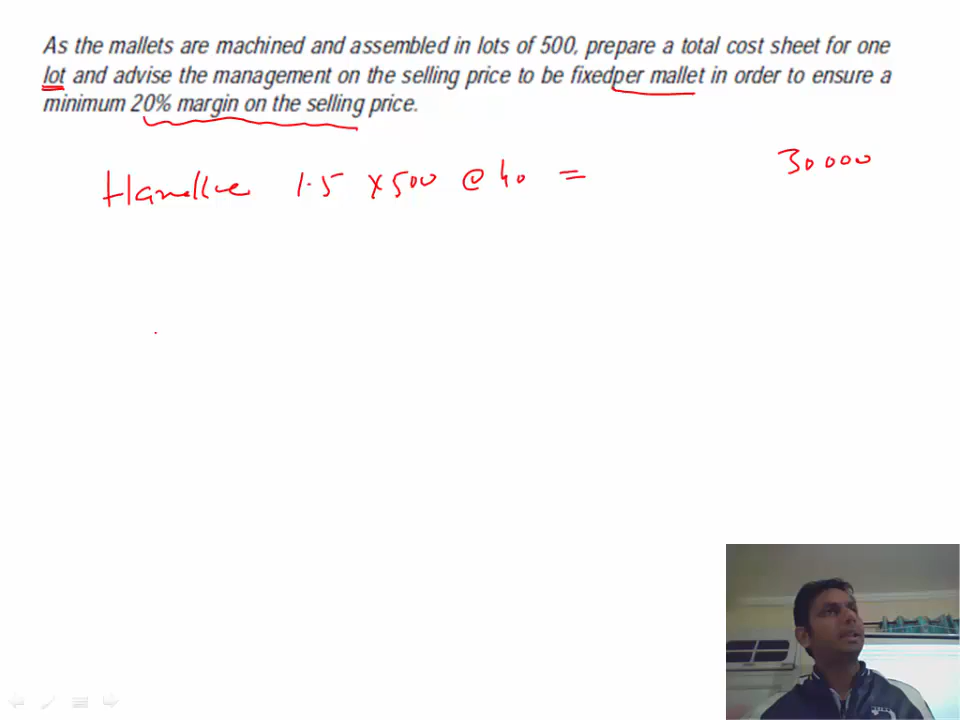 As the mallets are machined and assembled in lots of 500, prepare a total cost sheet for one
lot and advise the management on the selling price to be fixedper mallet in order to ensure a
minimum 20% margin on the selling price.
Handle 1.5 x 500 @ 40 = 30000